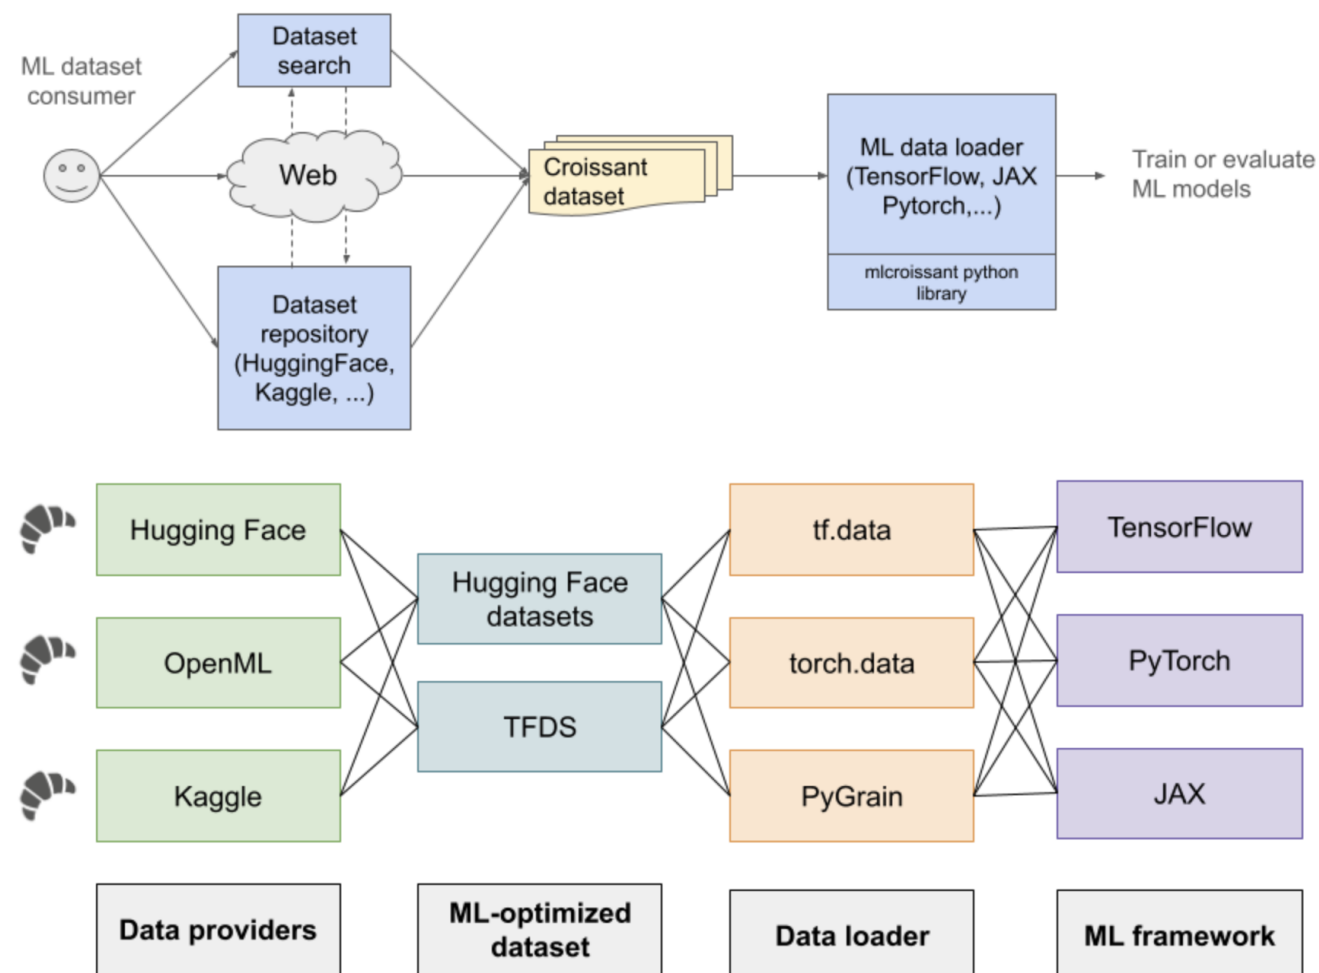 ML dataset
consumer
Dataset
search
Web
Dataset
repository
(HuggingFace,
Kaggle, ...)
Croissant
dataset
ML data loader
(TensorFlow, JAX
Pytorch,...)
mlcroissant python
library
Train or evaluate
ML models
Hugging Face
OpenML
Kaggle
Hugging Face
datasets
TFDS
tf.data
torch.data
PyGrain
TensorFlow
PyTorch
JAX
Data providers
ML-optimized
dataset
Data loader
ML framework